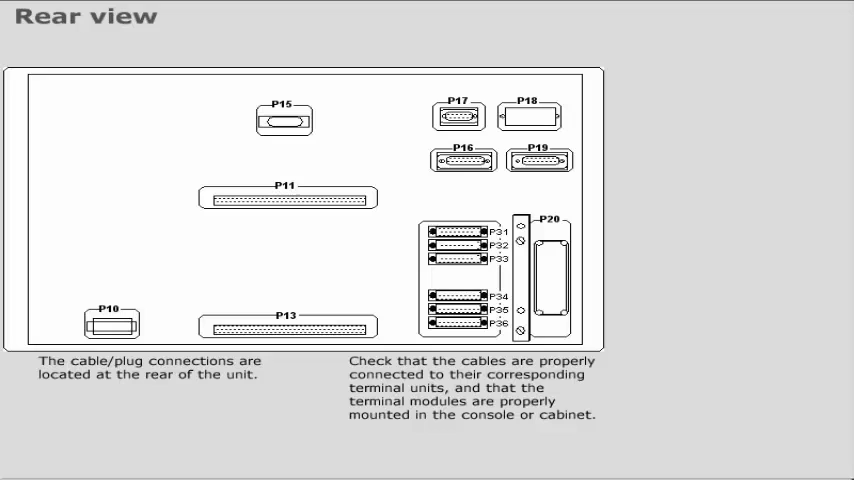 Rear view
P15
P17
P18
P16
P19
P11
P20
P31
P32
P33
P34
P35
P36
P10
P13
The cable/plug connections are
located at the rear of the unit.
Check that the cables are properly
connected to their corresponding
terminal units, and that the
terminal modules are properly
mounted in the console or cabinet.